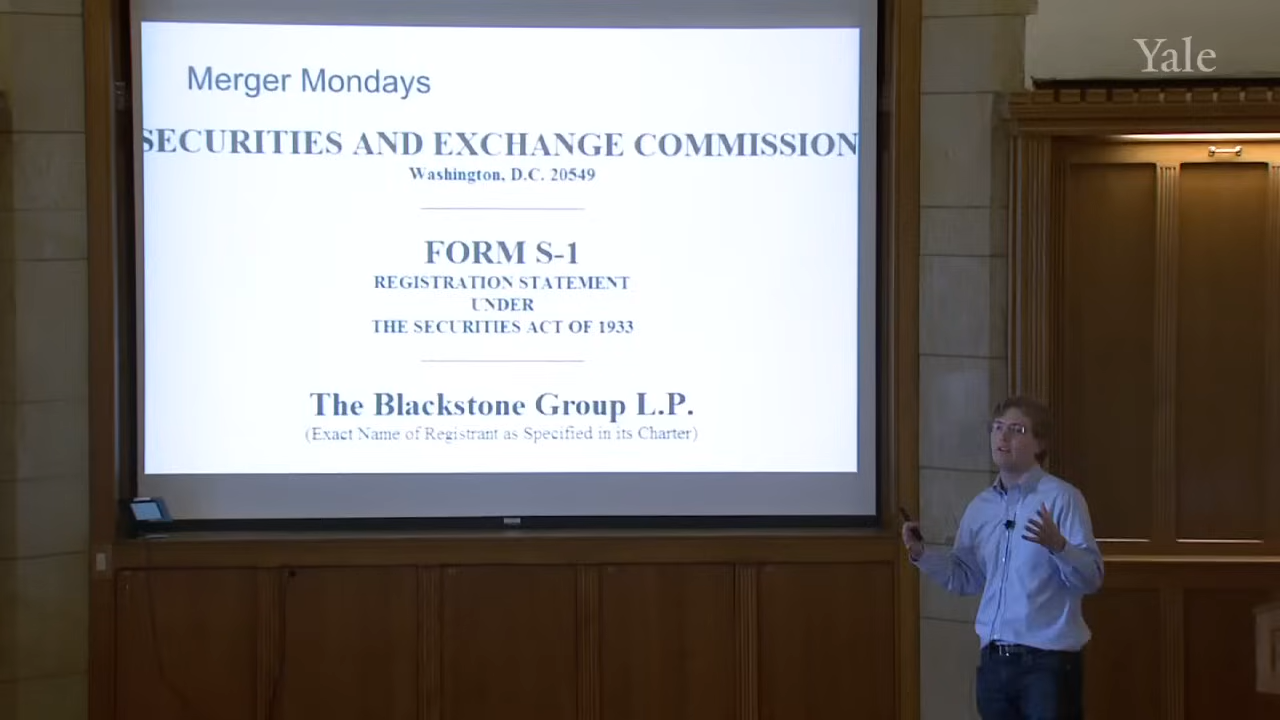 Yale
Merger Mondays
SECURITIES AND EXCHANGE COMMISSION
Washington, D.C. 20549
FORM S-1
REGISTRATION STATEMENT
UNDER
THE SECURITIES ACT OF 1933
The Blackstone Group L.P.
(Exact Name of Registrant as Specified in its Charter)